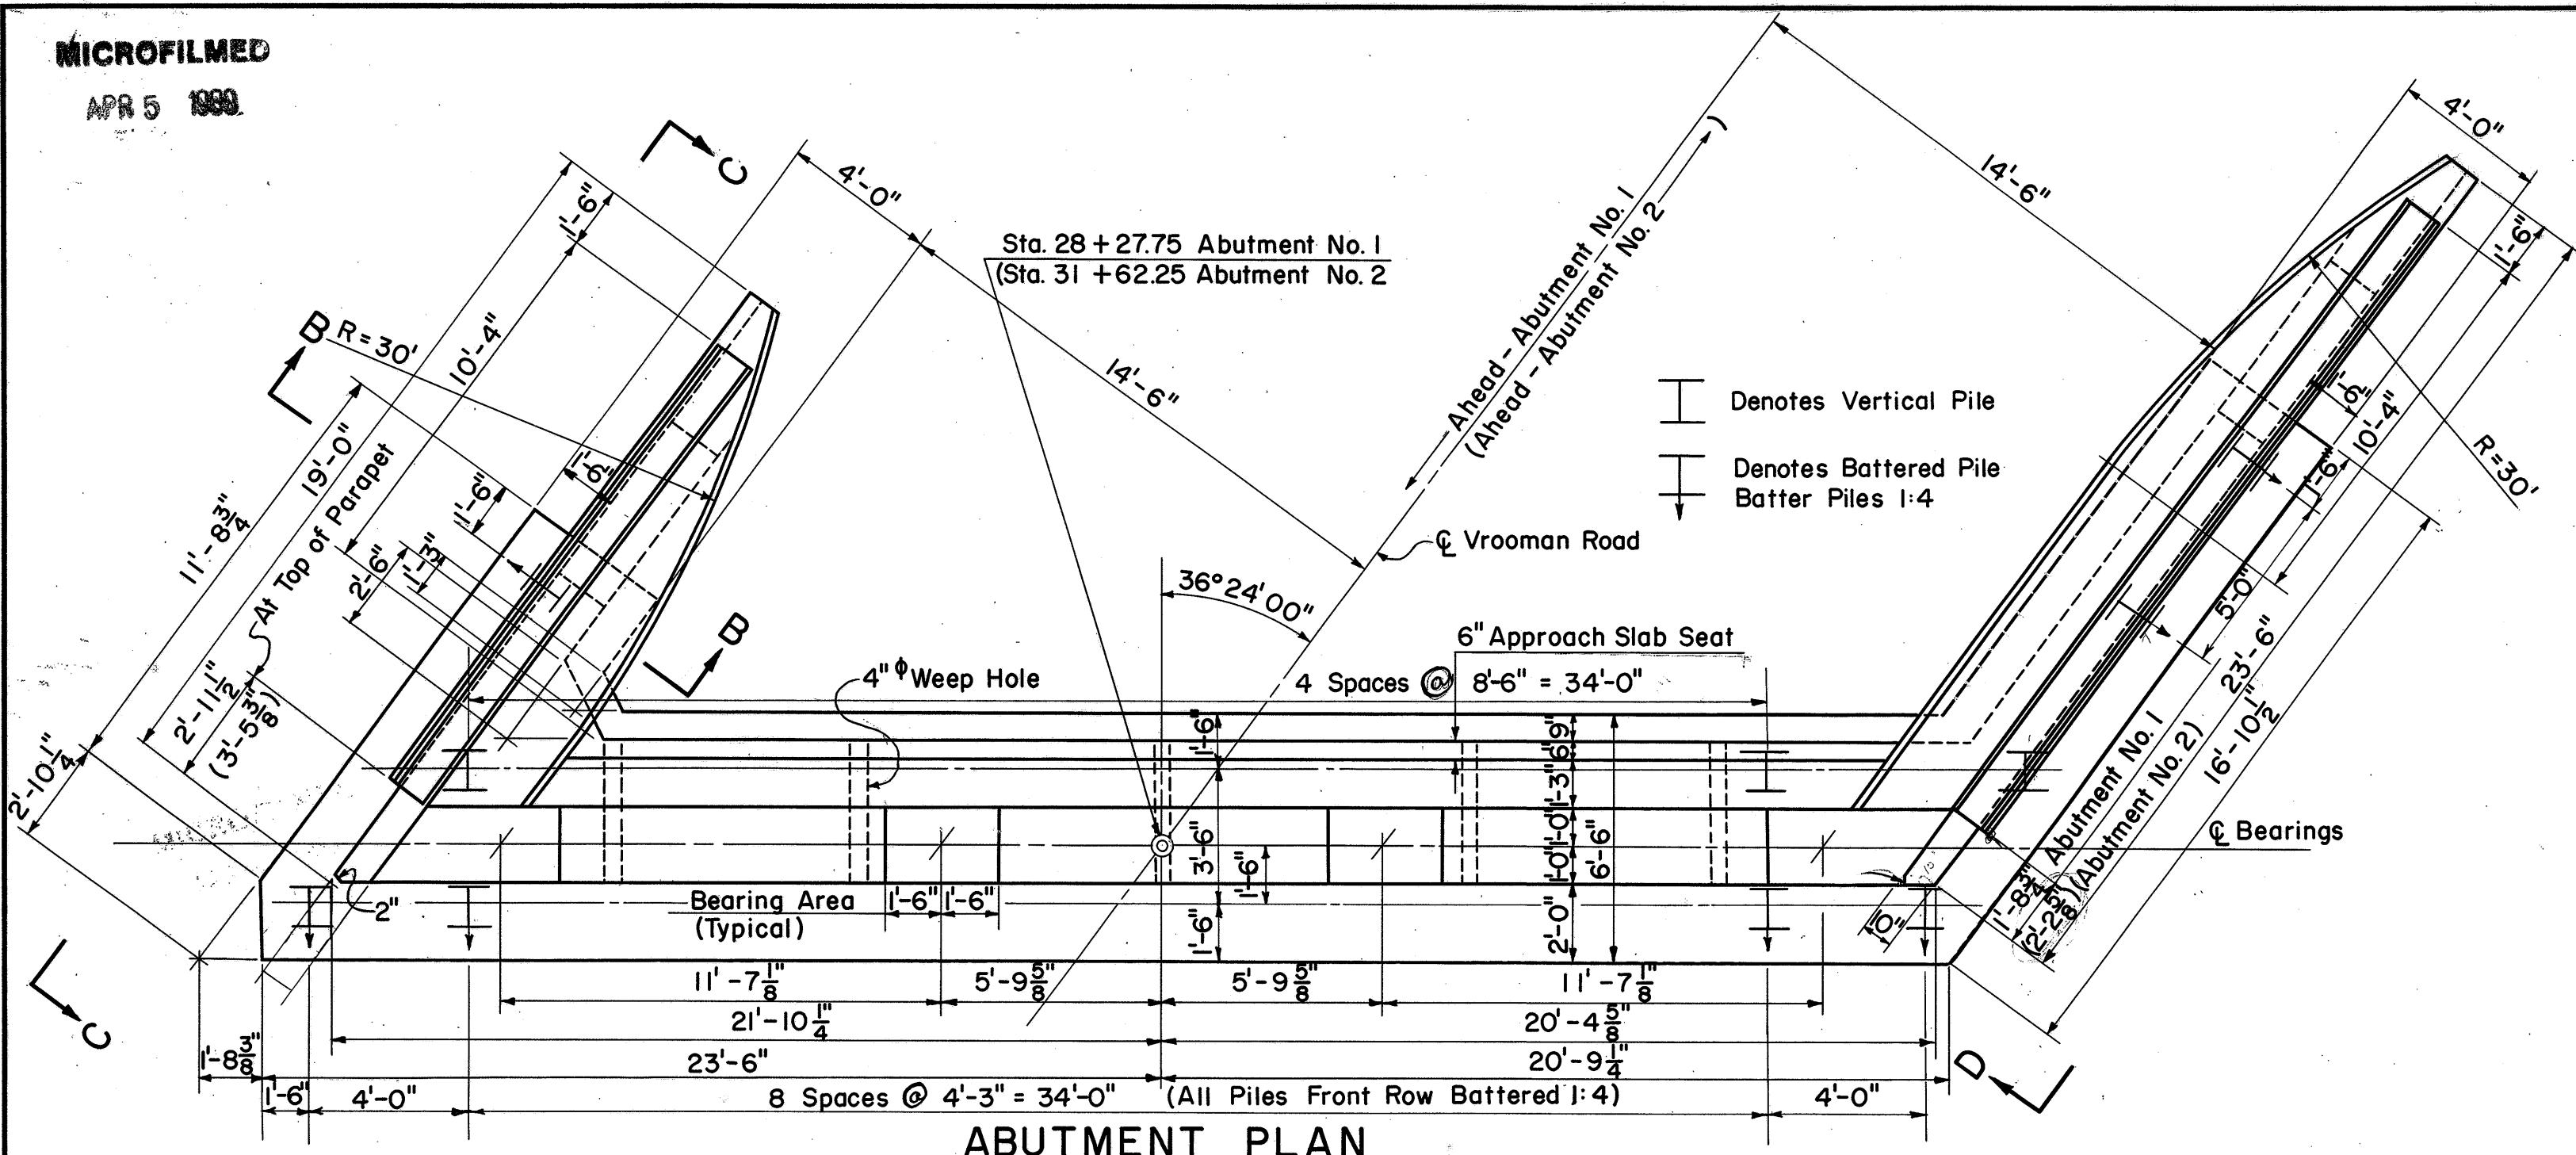 MICROFILMED
APR 5
C
4'-0"
1'-6"
14'-6"
4'-0"
1'-6"
Sta. 28 + 27.75 Abutment No. 1
(Sta. 31 + 62.25 Abutment No. 2
Ahead - Abutment No. 1
(Ahead - Abutment No. 2)
B
R = 30'
10'-4"
14'-6"
Denotes Vertical Pile
Denotes Battered Pile
Batter Piles 1:4
19'-0"
At Top of Parapet
11'-8 3/4"
1'-6"
2'-6"
1'-3"
10'-4"
1'-6"
R = 30'
℄ Vrooman Road
36°24'00"
B
6" Approach Slab Seat
4" ϕ Weep Hole
4 Spaces @ 8'-6" = 34'-0"
5'-0"
23'-6"
16'-10 1/2"
2'-11 1/2"
(3'-5 3/8")
2'-10 1/4"
1'-6"
9"
6"
1'-3"
1'-0"
1'-0"
6'-6"
3'-6"
1'-6"
1'-6"
2'-0"
℄ Bearings
1'-8 3/4" Abutment No. 1
(2'-2 5/8") (Abutment No. 2)
10"
2"
Bearing Area
(Typical)
1'-6" 1'-6"
11'-7 1/8" 5'-9 5/8" 5'-9 5/8" 11'-7 1/8"
21'-10 1/4" 20'-4 5/8"
1'-8 3/8" 23'-6" 20'-9 1/4"
C
D
1'-6" 4'-0" 8 Spaces @ 4'-3" = 34'-0" (All Piles Front Row Battered 1:4) 4'-0"
ABUTMENT PLAN